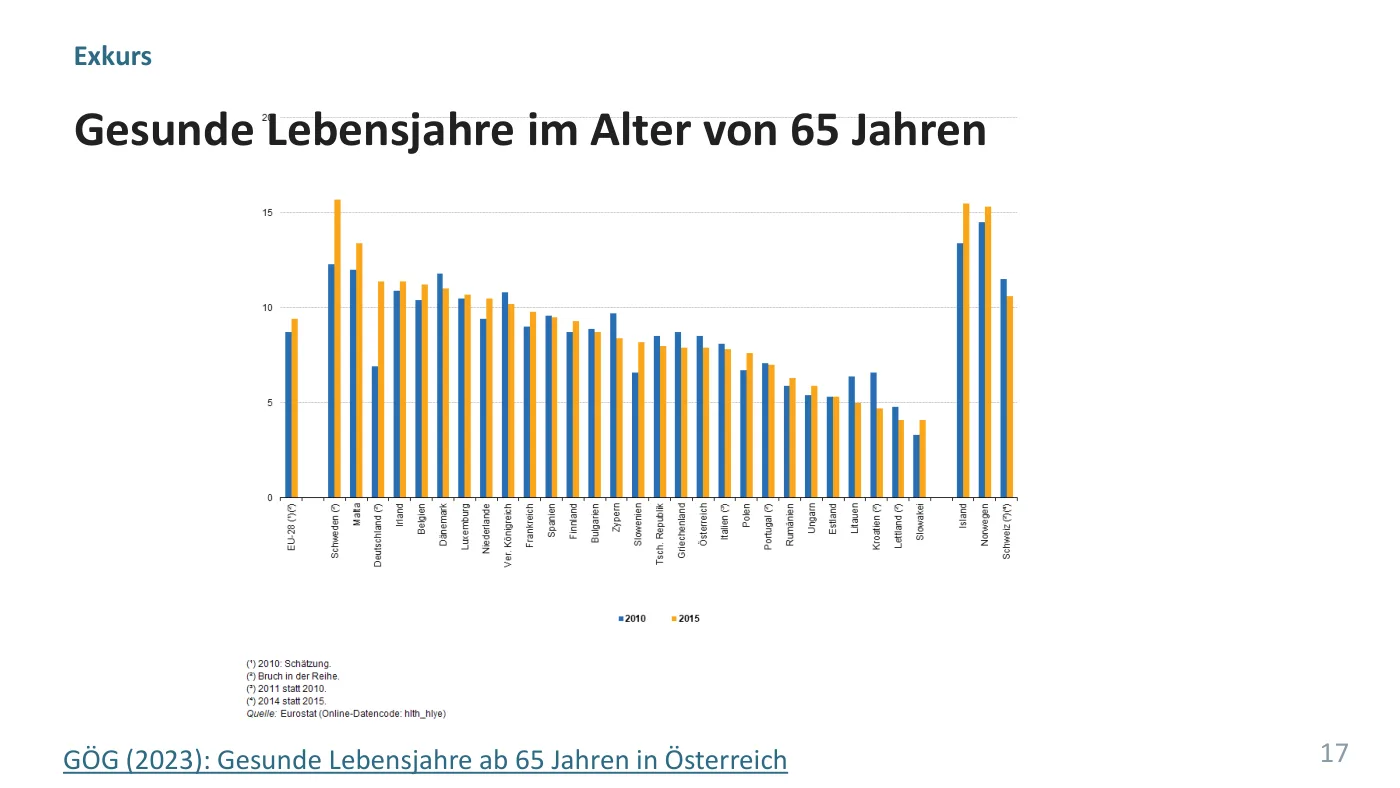 Exkurs
Gesunde Lebensjahre im Alter von 65 Jahren
20
15
10
5
0
EU-28 (¹)(²)
Schweden (²)
Malta
Deutschland (²)
Irland
Belgien
Dänemark
Luxemburg
Niederlande
Ver. Königreich
Frankreich
Spanien
Finnland
Bulgarien
Zypern
Slowenien
Tsch. Republik
Griechenland
Österreich
Italien (²)
Polen
Portugal (²)
Rumänien
Ungarn
Estland
Litauen
Kroatien (²)
Lettland (²)
Slowakei
Island
Norwegen
Schweiz (³)(⁴)
2010 2015
(¹) 2010: Schätzung.
(²) Bruch in der Reihe.
(³) 2011 statt 2010.
(⁴) 2014 statt 2015.
Quelle: Eurostat (Online-Datencode: hlth_hlye)
GÖG (2023): Gesunde Lebensjahre ab 65 Jahren in Österreich
17